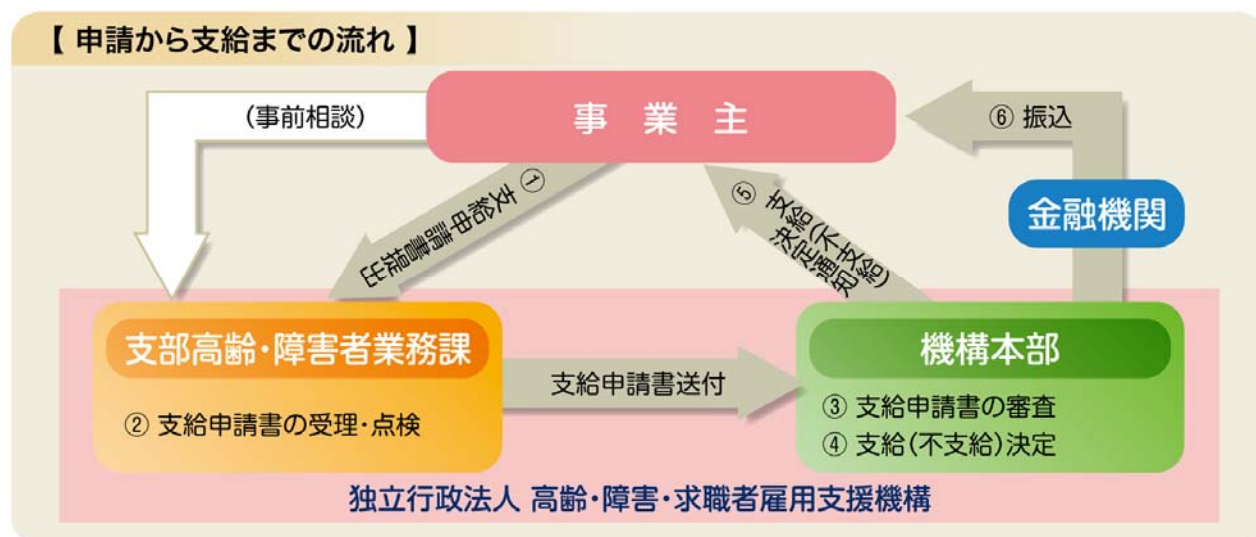 【 申請から支給までの流れ 】
(事前相談)
事 業 主
⑥ 振込
① 支給申請書提出
⑤ 支給(不支給)
決定通知
金融機関
支部高齢・障害者業務課
② 支給申請書の受理・点検
支給申請書送付
機構本部
③ 支給申請書の審査
④ 支給(不支給)決定
独立行政法人 高齢・障害・求職者雇用支援機構